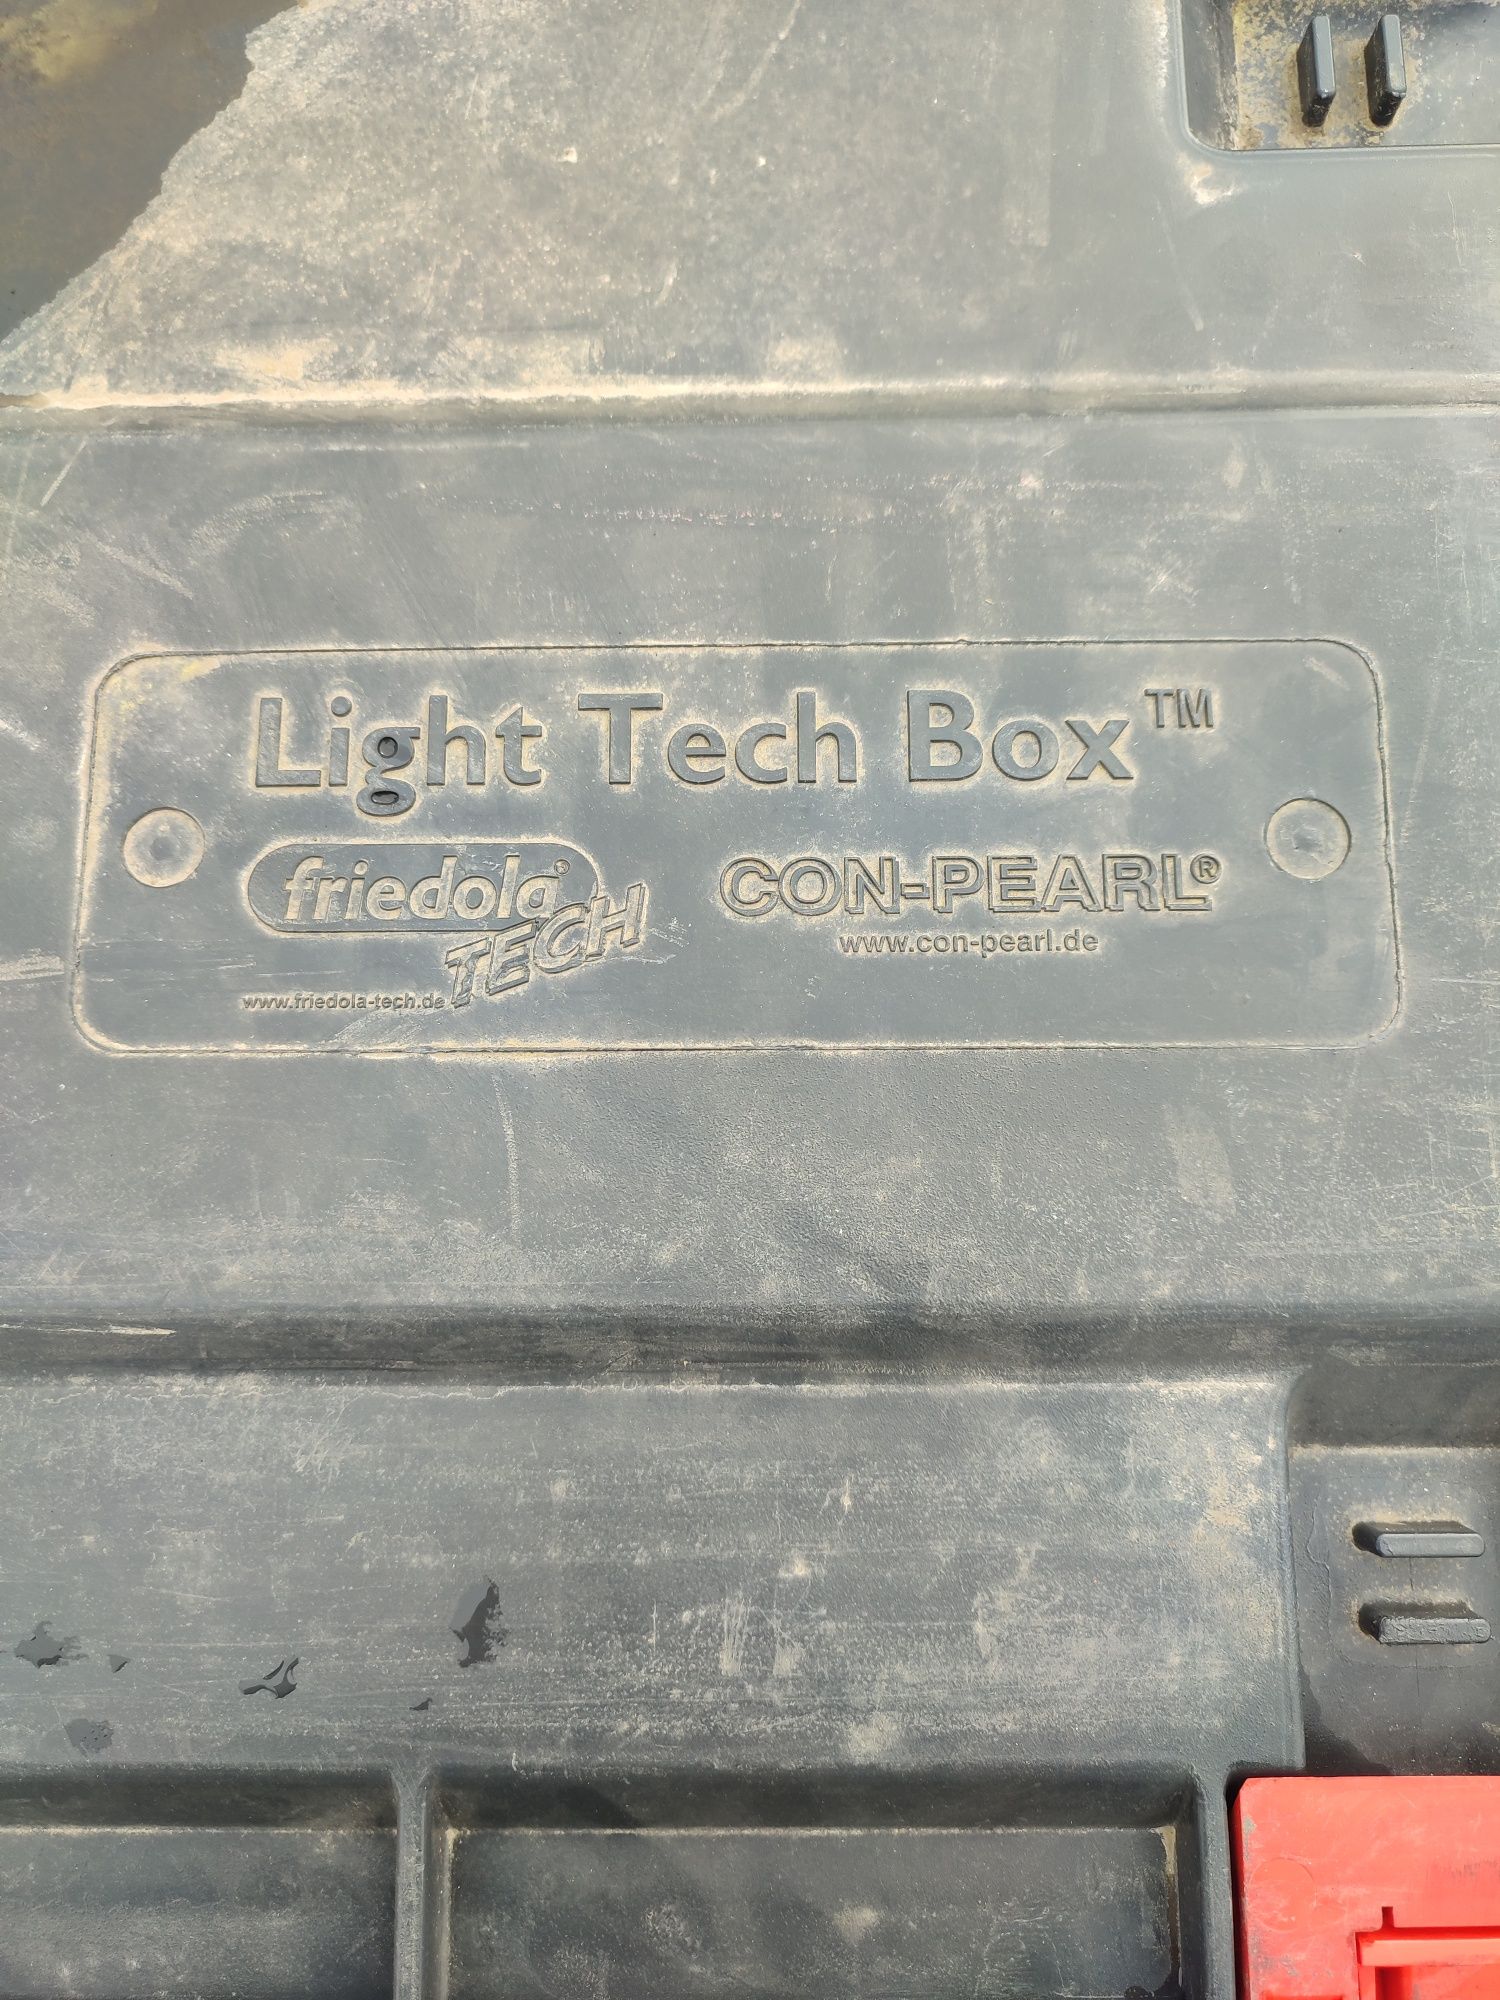 Light Tech Box™
friedola®
TECH
www.friedola-tech.de
CON-PEARL®
www.con-pearl.de